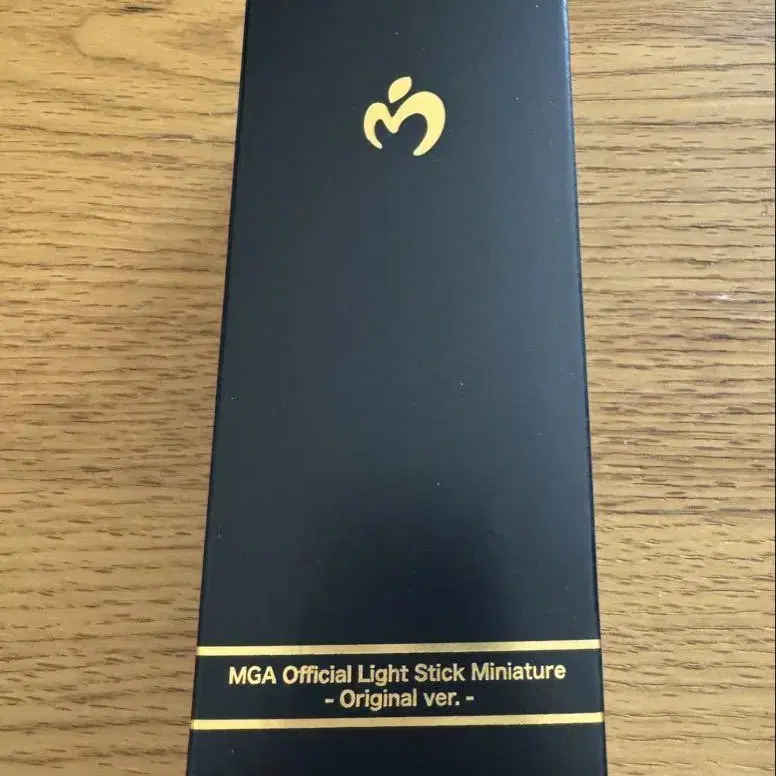 MGA Official Light Stick Miniature
- Original ver. -